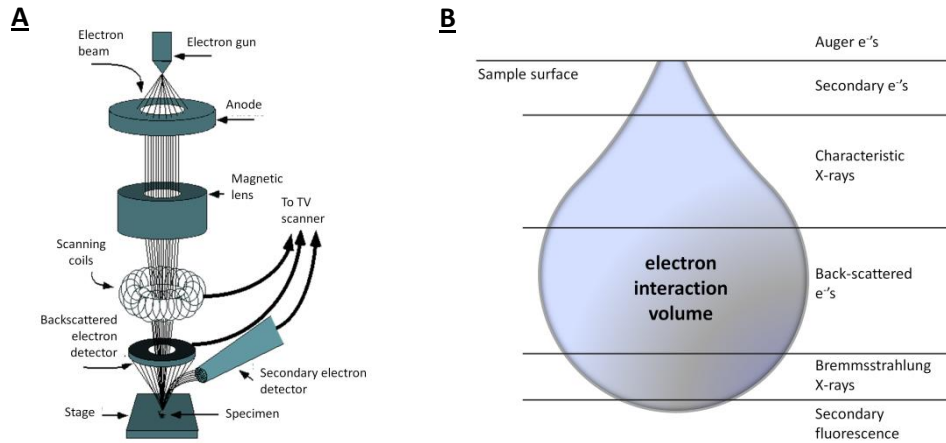 A
Electron
beam
Electron gun
Anode
Magnetic
lens
To TV
scanner
Scanning
coils
Backscattered
electron
detector
Secondary electron
detector
Stage
Specimen
B
Auger e⁻'s
Sample surface
Secondary e⁻'s
Characteristic
X-rays
electron
interaction
volume
Back-scattered
e⁻'s
Bremmsstrahlung
X-rays
Secondary
fluorescence